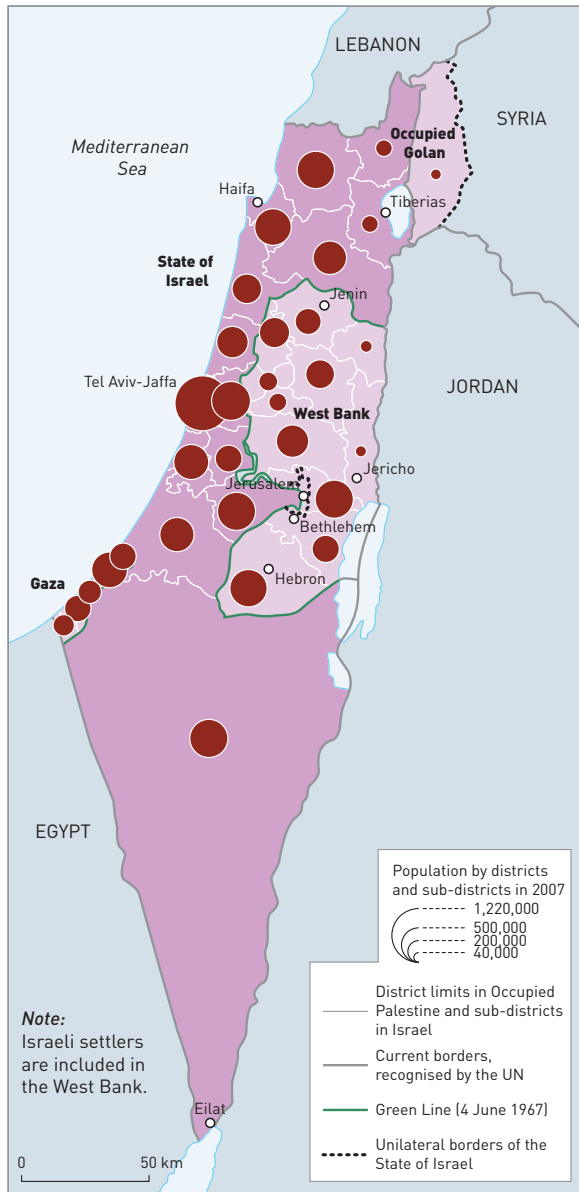 LEBANON
SYRIA
Occupied
Golan
Mediterranean
Sea
Haifa
Tiberias
State of
Israel
Jenin
Tel Aviv-Jaffa
JORDAN
West Bank
Jericho
Jerusalem
Bethlehem
Gaza
Hebron
EGYPT
Population by districts
and sub-districts in 2007
1,220,000
500,000
200,000
40,000
District limits in Occupied
Palestine and sub-districts
in Israel
Current borders,
recognised by the UN
Green Line (4 June 1967)
Unilateral borders of the
State of Israel
Note:
Israeli settlers
are included in
the West Bank.
Eilat
0 50 km